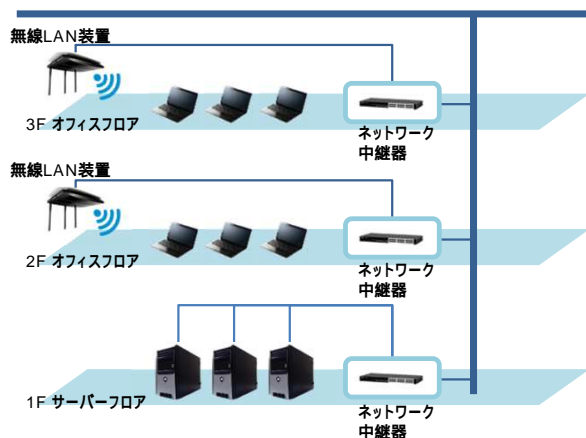 無線LAN装置
3F オフィスフロア
ネットワーク
中継器
無線LAN装置
2F オフィスフロア
ネットワーク
中継器
1F サーバーフロア
ネットワーク
中継器